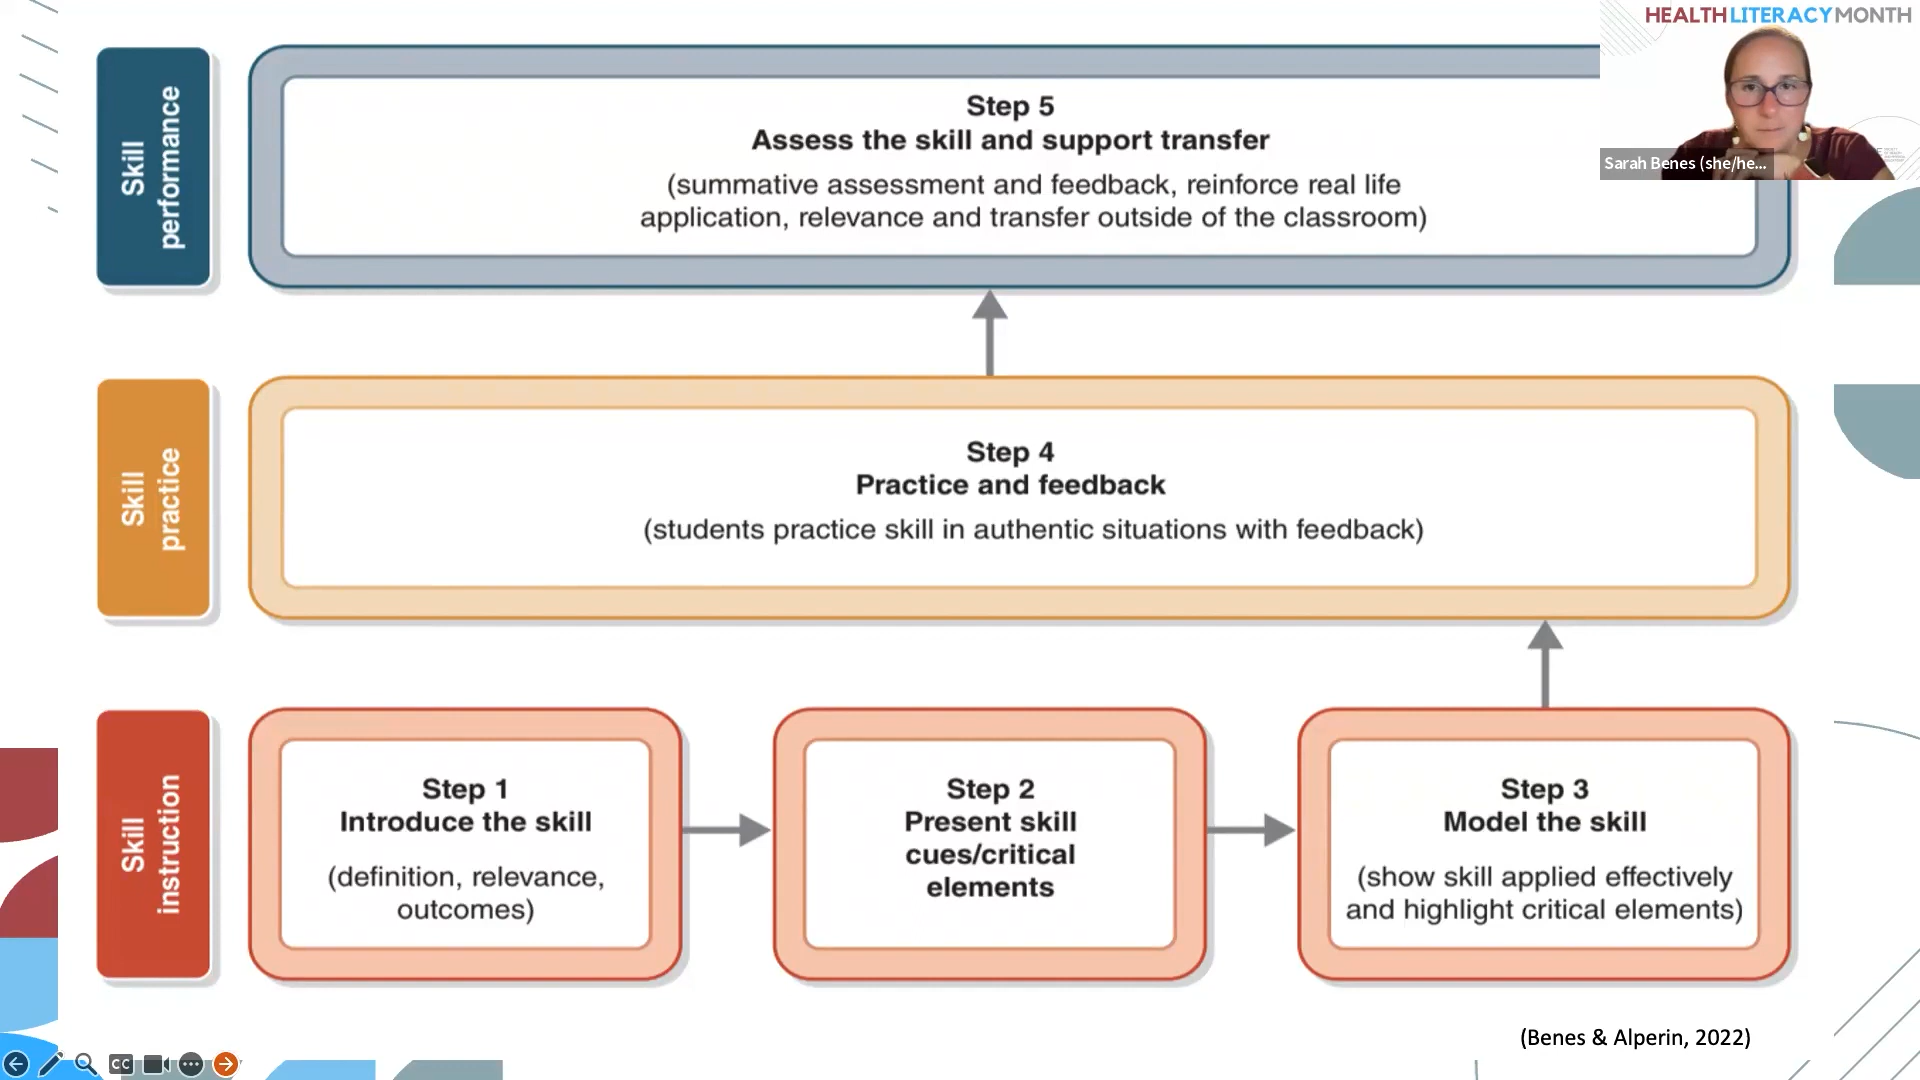 HEALTH LITERACY MONTH
Sarah Benes (she/he...
Skill
performance
Step 5
Assess the skill and support transfer
(summative assessment and feedback, reinforce real life
application, relevance and transfer outside of the classroom)
Skill
practice
Step 4
Practice and feedback
(students practice skill in authentic situations with feedback)
Skill
instruction
Step 1
Introduce the skill
(definition, relevance,
outcomes)
Step 2
Present skill
cues/critical
elements
Step 3
Model the skill
(show skill applied effectively
and highlight critical elements)
(Benes & Alperin, 2022)
CC